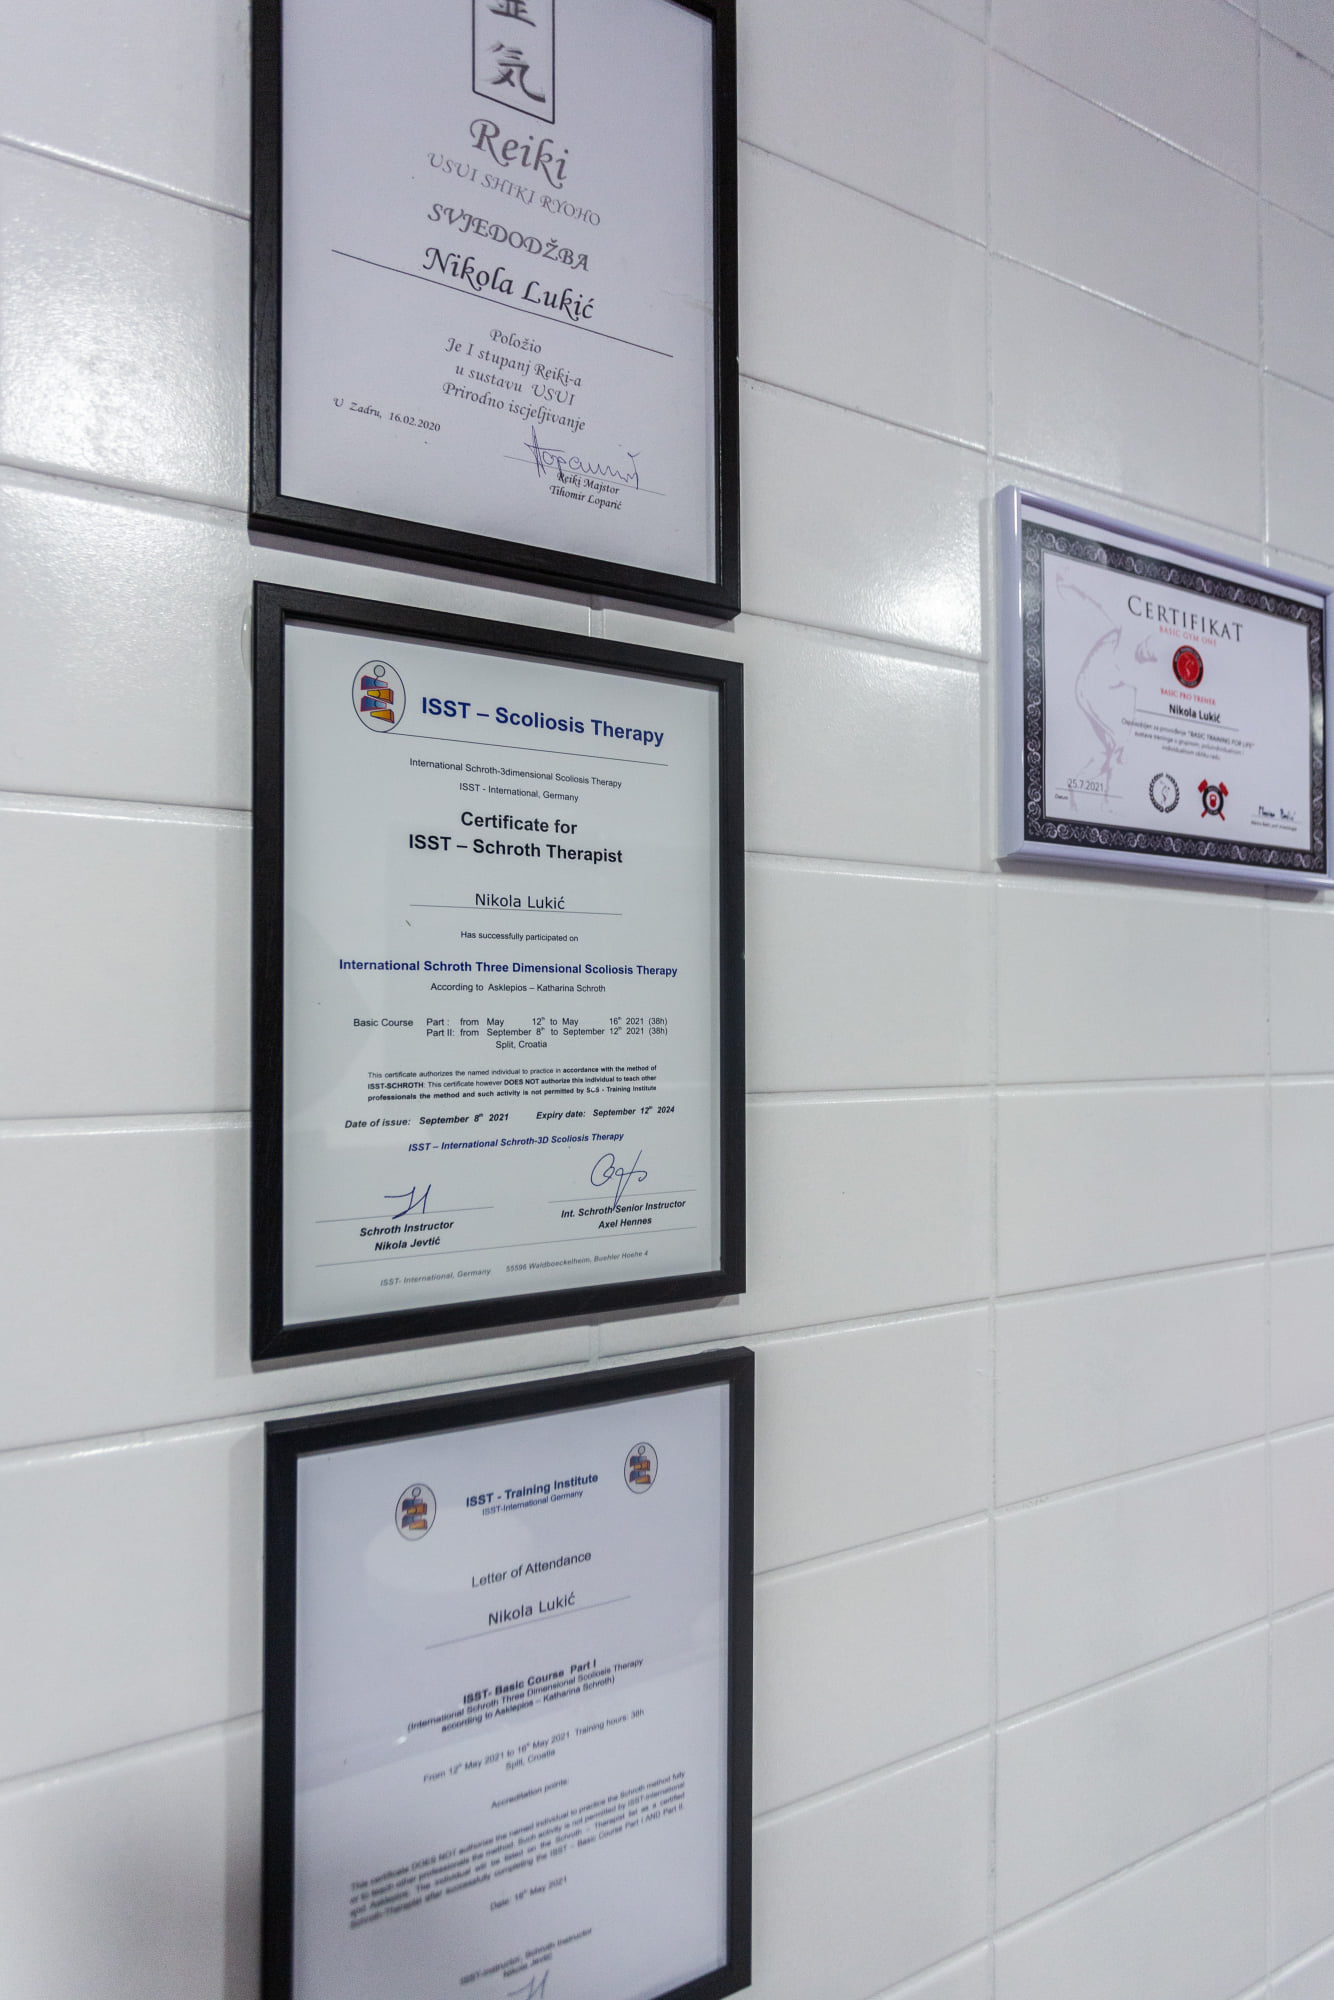 気
Reiki
USUI SHIKI RYOHO
SVJEDODŽBA
Nikola Lukić
Položio
Je I stupanj Reiki-a
u sustavu USUI
Prirodno iscjeljivanje
U Zadru, 16.02.2020
Reiki Majstor
Tihomir Loparić
ISST – Scoliosis Therapy
International Schroth-3dimensional Scoliosis Therapy
ISST - International, Germany
Certificate for
ISST – Schroth Therapist
Nikola Lukić
Has successfully participated on
International Schroth Three Dimensional Scoliosis Therapy
According to Asklepios – Katharina Schroth
Basic Course Part : from May 12th to May 16th 2021 (38h)
Part II: from September 8th to September 12th 2021 (38h)
Split, Croatia
This certificate authorizes the named individual to practice in accordance with the method of
ISST-SCHROTH. This certificate however DOES NOT authorize this individual to teach other
professionals the method and such activity is not permitted by - Training Institute
Date of issue: September 8th 2021 Expiry date: September 12th 2024
ISST – International Schroth-3D Scoliosis Therapy
Schroth Instructor
Nikola Jevtić
Int. Schroth Senior Instructor
Axel Hennes
ISST- International, Germany 55596 Waldboeckelheim, Buehler Hoehe 4
ISST - Training Institute
ISST-International Germany
Letter of Attendance
Nikola Lukić
ISST- Basic Course Part I
(International Schroth Three Dimensional Scoliosis Therapy
according to Asklepios – Katharina Schroth)
From 12th May 2021 to 16th May 2021 Training hours: 38h
Split, Croatia
Accreditation points:
This certificate DOES NOT authorise the named individual to practice the Schroth method fully
or to teach other professionals the method. Such activity is not permitted by ISST-International
and Asklepios. The individual will be listed on the Schroth – Therapist list as a certified
Schroth-Therapist after successfully completing the ISST – Basic Course Part I AND Part II.
Date: 16th May 2021
ISST-Instructor, Schroth Instructor
Nikola Jevtić
CERTIFIKAT
BASIC GYM ONE
BASIC PRO TRENER
Nikola Lukić
Osposobljen za provođenje "BASIC TRAINING FOR LIFE"
sustava treninga u grupnom, poluindividualnom i
individualnom obliku rada.
25.7.2021.
Datum